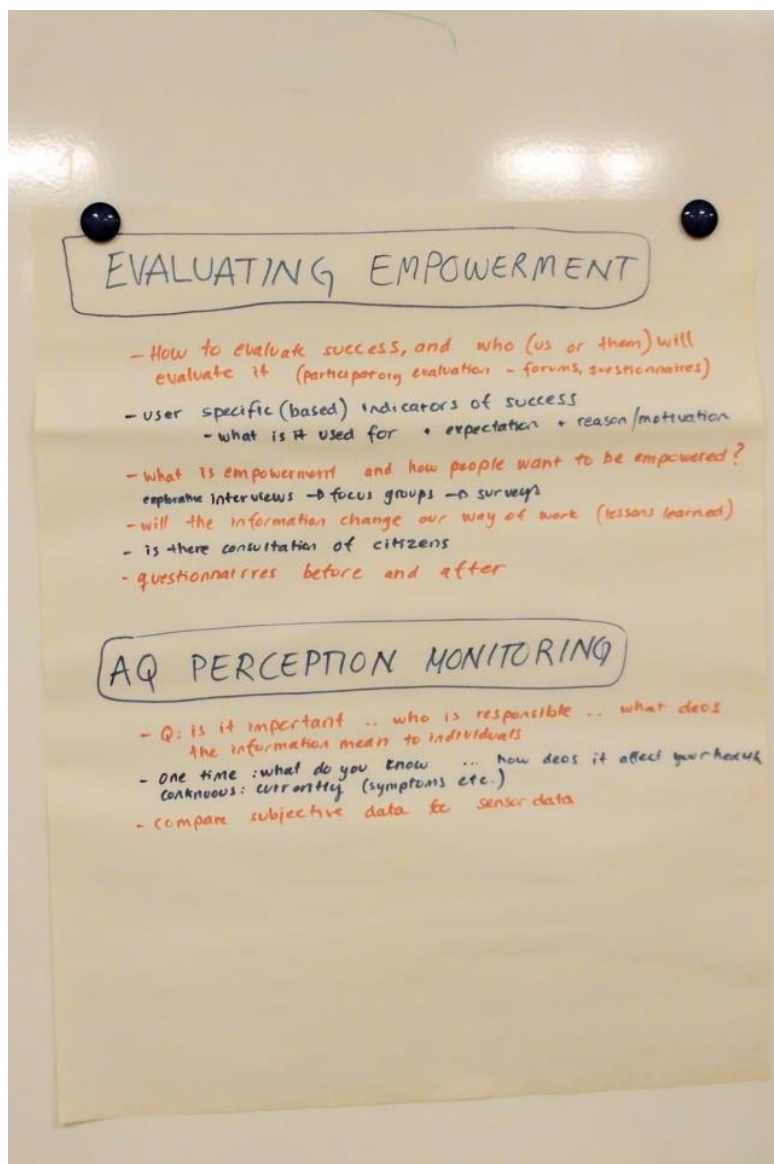 EVALUATING EMPOWERMENT
- How to evaluate success, and who (us or them) will
evaluate it (participatory evaluation - forums, questionnaires)
- user specific (based) indicators of success
- what is it used for + expectation + reason/motivation
- what is empowerment and how people want to be empowered?
explorative interviews → focus groups → surveys
- will the information change our way of work (lessons learned)
- is there consultation of citizens
- questionnairres before and after
AQ PERCEPTION MONITORING
- Q: is it important .. who is responsible .. what deos
the information mean to individuals
- one time : what do you know ... how deos it affect your health
continuous: currently (symptoms etc.)
- compare subjective data to sensor data